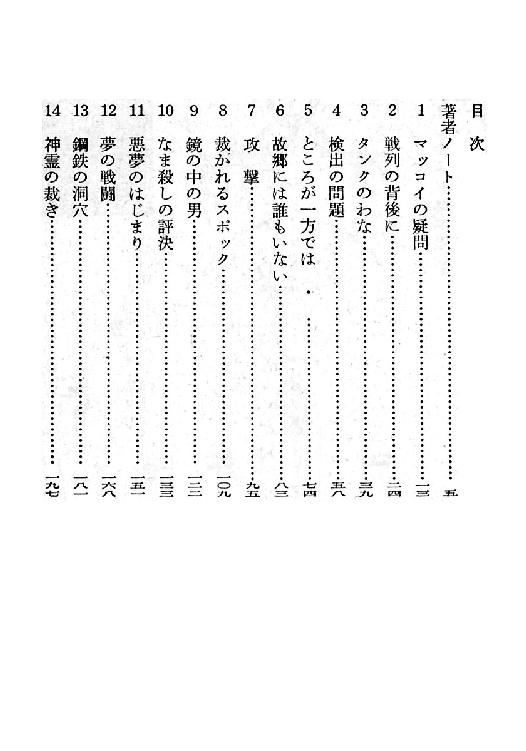 目次
著者ノート……五
1 マッコイの疑問……一三
2 戦列の背後に……二四
3 タンクのわな……三九
4 検出の問題……五八
5 ところが一方では……七四
6 故郷には誰もいない……八三
7 攻撃……九五
8 裁かれるスポック……一〇九
9 鏡の中の男……一二二
10 なま殺しの評決……一三三
11 悪夢のはじまり……一五一
12 夢の戦闘……一六八
13 鋼鉄の洞穴……一八一
14 神霊の裁き……一九七